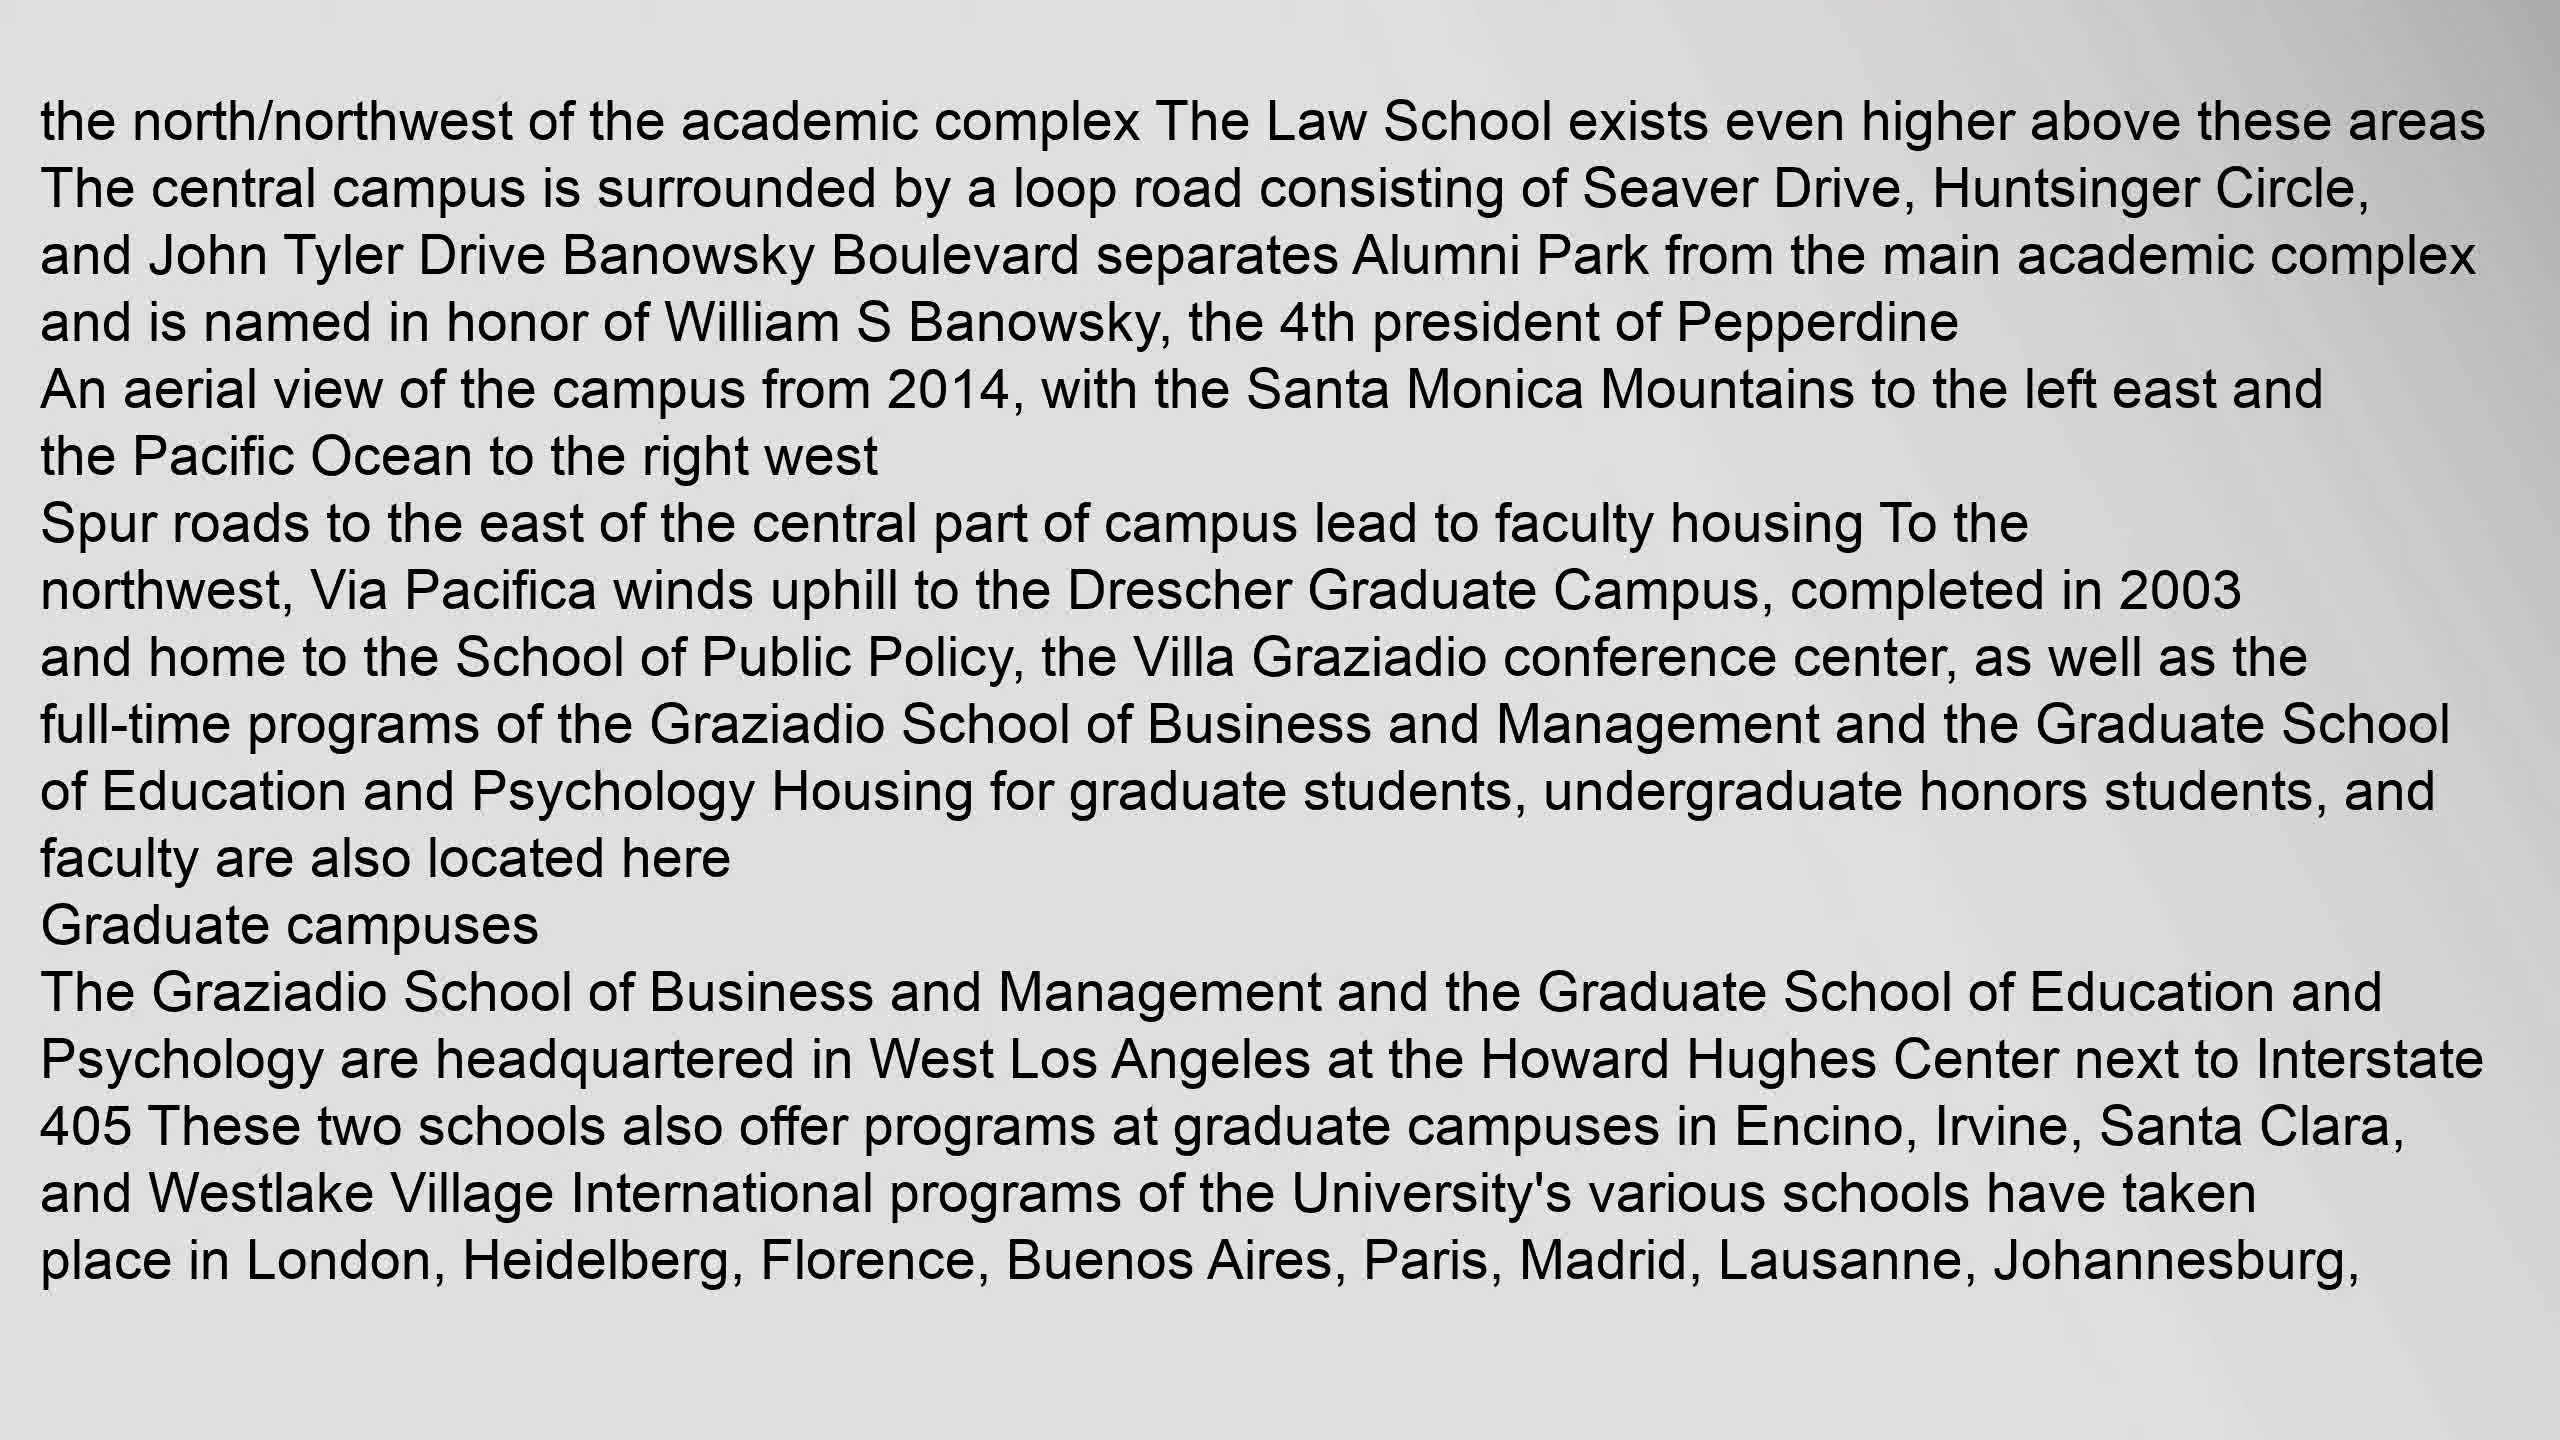 the north/northwest of the academic complex The Law School exists even higher above these areas
The central campus is surrounded by a loop road consisting of Seaver Drive, Huntsinger Circle,
and John Tyler Drive Banowsky Boulevard separates Alumni Park from the main academic complex
and is named in honor of William S Banowsky, the 4th president of Pepperdine
An aerial view of the campus from 2014, with the Santa Monica Mountains to the left east and
the Pacific Ocean to the right west
Spur roads to the east of the central part of campus lead to faculty housing To the
northwest, Via Pacifica winds uphill to the Drescher Graduate Campus, completed in 2003
and home to the School of Public Policy, the Villa Graziadio conference center, as well as the
full-time programs of the Graziadio School of Business and Management and the Graduate School
of Education and Psychology Housing for graduate students, undergraduate honors students, and
faculty are also located here
Graduate campuses
The Graziadio School of Business and Management and the Graduate School of Education and
Psychology are headquartered in West Los Angeles at the Howard Hughes Center next to Interstate
405 These two schools also offer programs at graduate campuses in Encino, Irvine, Santa Clara,
and Westlake Village International programs of the University's various schools have taken
place in London, Heidelberg, Florence, Buenos Aires, Paris, Madrid, Lausanne, Johannesburg,